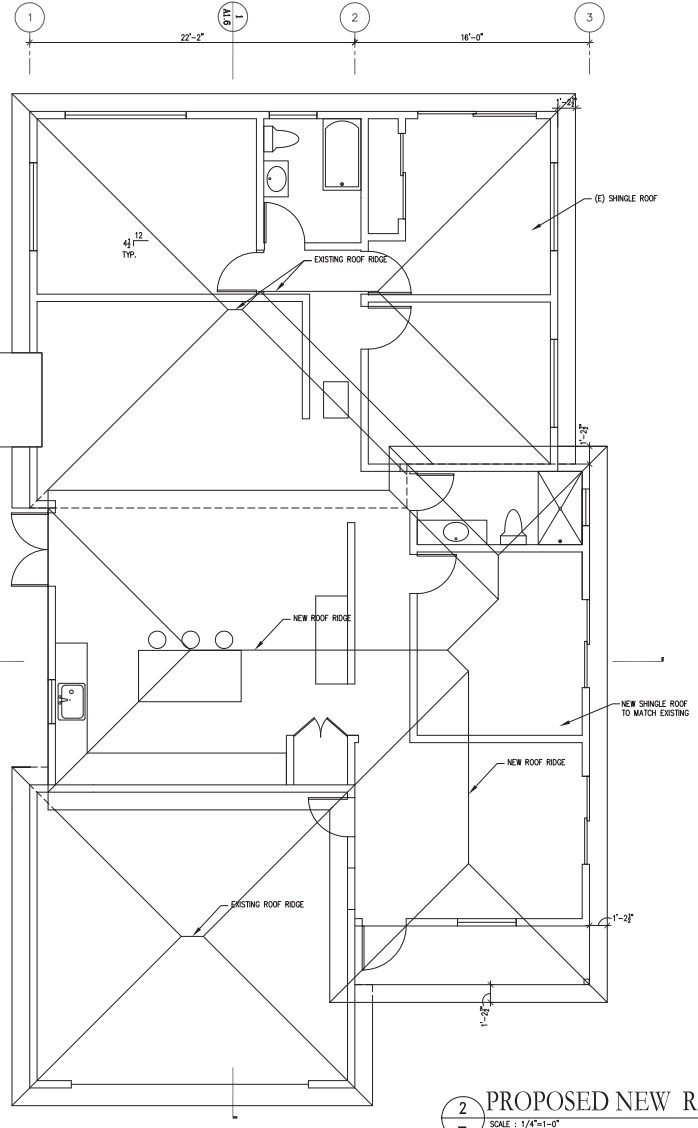 1
1
A1.6
2
3
22'-2"
16'-0"
1'-2½"
(E) SHINGLE ROOF
12
4½
TYP.
EXISTING ROOF RIDGE
1'-2½"
NEW ROOF RIDGE
NEW SHINGLE ROOF
TO MATCH EXISTING
NEW ROOF RIDGE
EXISTING ROOF RIDGE
1'-2½"
1'-2½"
2
PROPOSED NEW R
SCALE : 1/4"=1-0"